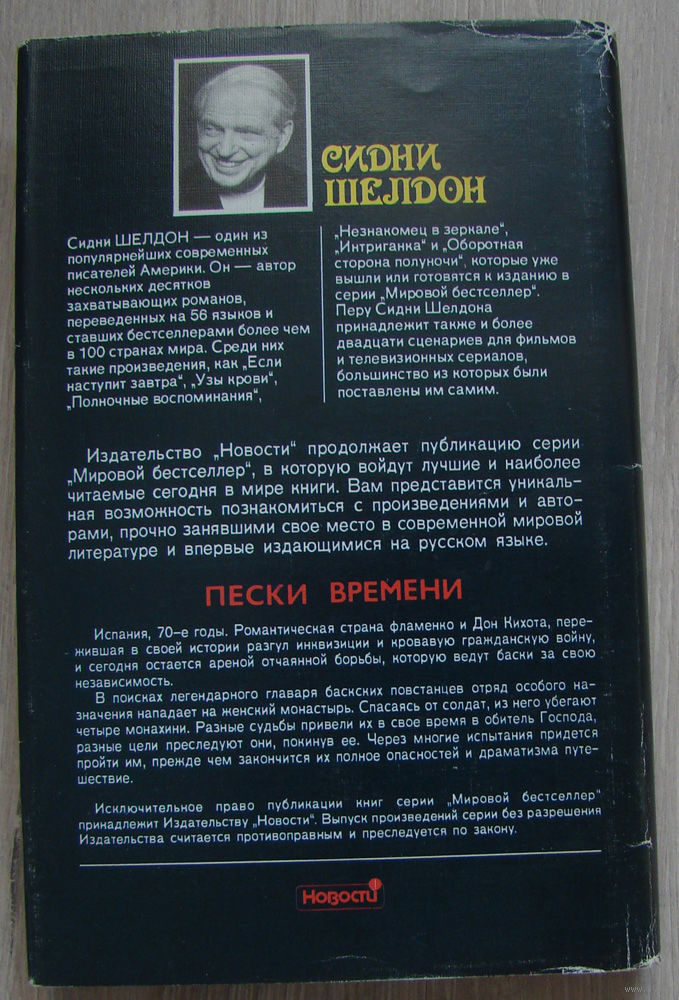 СИДНИ
ШЕЛДОН
Сидни ШЕЛДОН — один из
популярнейших современных
писателей Америки. Он — автор
нескольких десятков
захватывающих романов,
переведенных на 56 языков и
ставших бестселлерами более чем
в 100 странах мира. Среди них
такие произведения, как „Если
наступит завтра“, „Узы крови“,
„Полночные воспоминания“,
„Незнакомец в зеркале“,
„Интриганка“ и „Оборотная
сторона полуночи“, которые уже
вышли или готовятся к изданию в
серии „Мировой бестселлер“.
Перу Сидни Шелдона
принадлежит также и более
двадцати сценариев для фильмов
и телевизионных сериалов,
большинство из которых были
поставлены им самим.
Издательство „Новости“ продолжает публикацию серии
„Мировой бестселлер“, в которую войдут лучшие и наиболее
читаемые сегодня в мире книги. Вам представится уникаль-
ная возможность познакомиться с произведениями и авто-
рами, прочно занявшими свое место в современной мировой
литературе и впервые издающимися на русском языке.
ПЕСКИ ВРЕМЕНИ
Испания, 70-е годы. Романтическая страна фламенко и Дон Кихота, пере-
жившая в своей истории разгул инквизиции и кровавую гражданскую войну,
и сегодня остается ареной отчаянной борьбы, которую ведут баски за свою
независимость.
В поисках легендарного главаря баскских повстанцев отряд особого на-
значения нападает на женский монастырь. Спасаясь от солдат, из него убегают
четыре монахини. Разные судьбы привели их в свое время в обитель Господа,
разные цели преследуют они, покинув ее. Через многие испытания придется
пройти им, прежде чем закончится их полное опасностей и драматизма путе-
шествие.
Исключительное право публикации книг серии „Мировой бестселлер“
принадлежит Издательству „Новости“. Выпуск произведений серии без разрешения
Издательства считается противоправным и преследуется по закону.
Новости